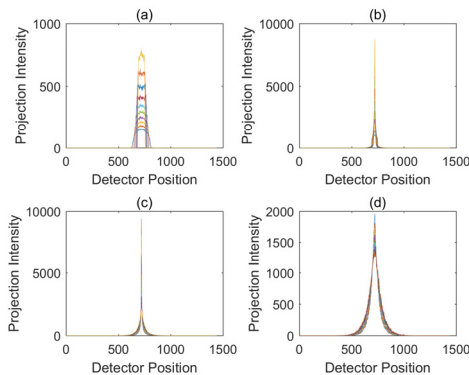 (a)
Projection Intensity
1000
500
0
0 500 1000 1500
Detector Position
(b)
Projection Intensity
10000
5000
0
0 500 1000 1500
Detector Position
(c)
Projection Intensity
10000
5000
0
0 500 1000 1500
Detector Position
(d)
Projection Intensity
2000
1500
1000
500
0
0 500 1000 1500
Detector Position